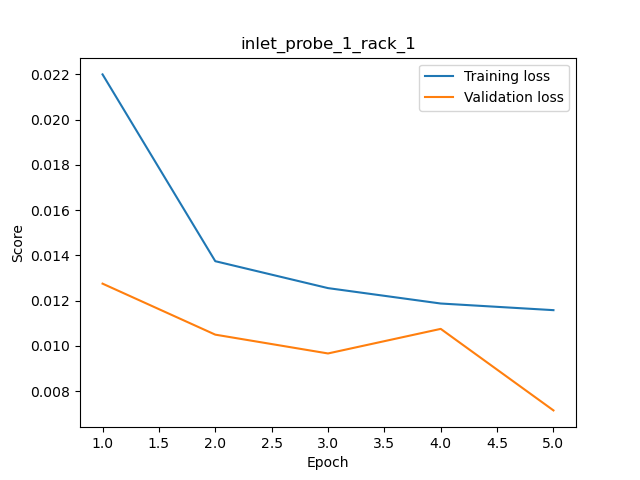 inlet_probe_1_rack_1
Training loss
Validation loss
0.022
0.020
0.018
0.016
0.014
0.012
0.010
0.008
Score
1.0 1.5 2.0 2.5 3.0 3.5 4.0 4.5 5.0
Epoch